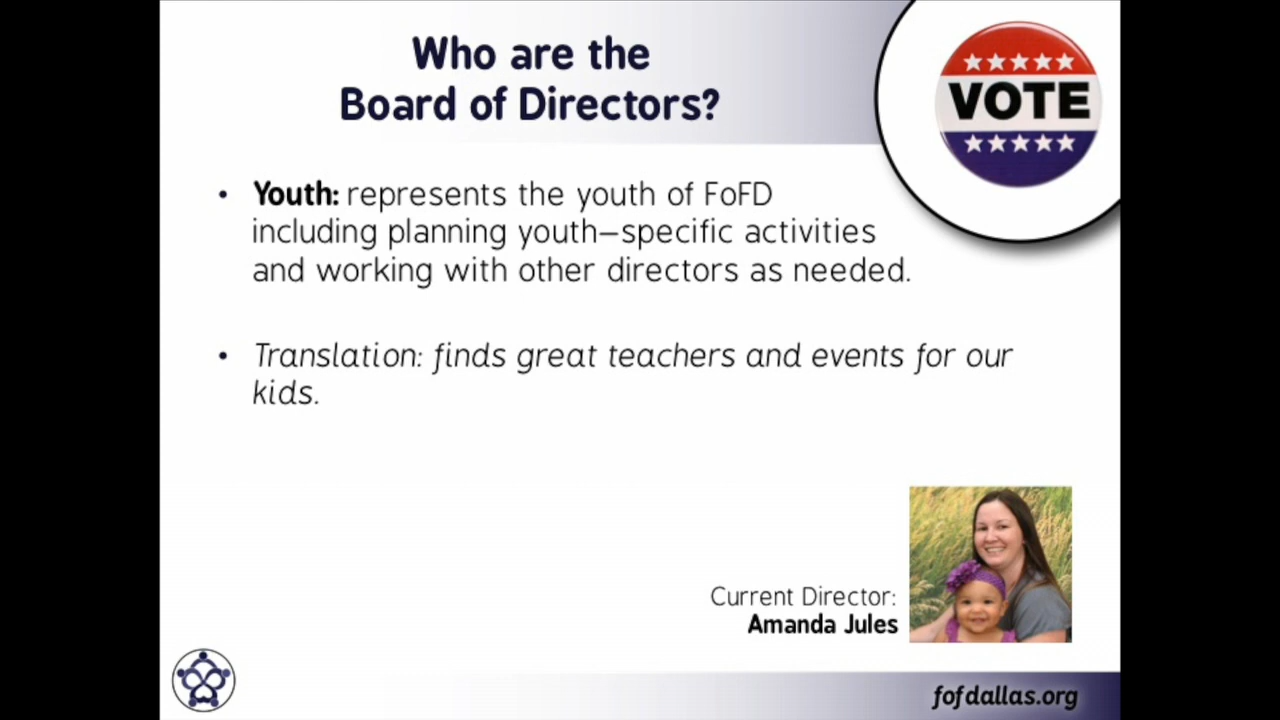 Who are the
Board of Directors?
VOTE
• Youth: represents the youth of FoFD
including planning youth-specific activities
and working with other directors as needed.
• Translation: finds great teachers and events for our
kids.
Current Director:
Amanda Jules
fofdallas.org